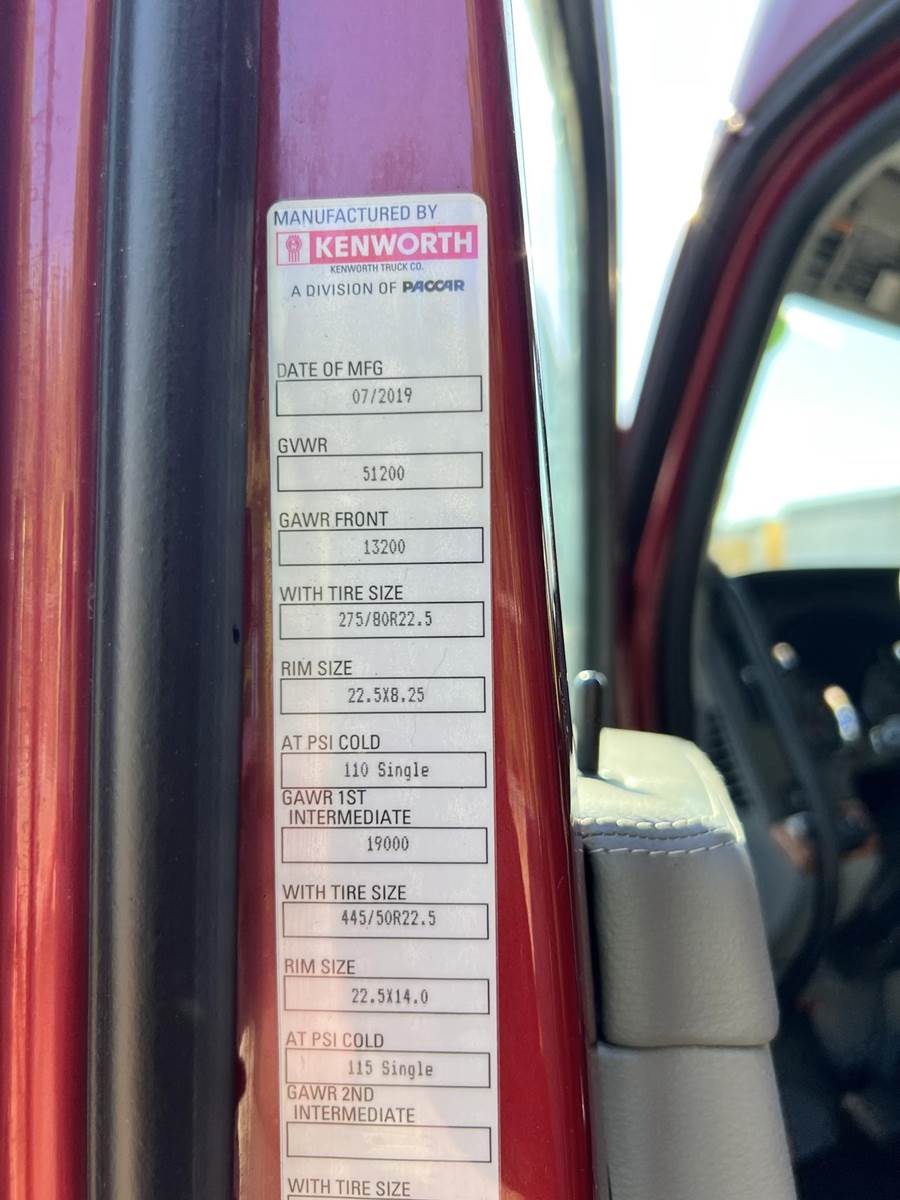 MANUFACTURED BY
KENWORTH
KENWORTH TRUCK CO.
A DIVISION OF PACCAR
DATE OF MFG
07/2019
GVWR
51200
GAWR FRONT
13200
WITH TIRE SIZE
275/80R22.5
RIM SIZE
22.5X8.25
AT PSI COLD
110 Single
GAWR 1ST
INTERMEDIATE
19000
WITH TIRE SIZE
445/50R22.5
RIM SIZE
22.5X14.0
AT PSI COLD
115 Single
GAWR 2ND
INTERMEDIATE
WITH TIRE SIZE